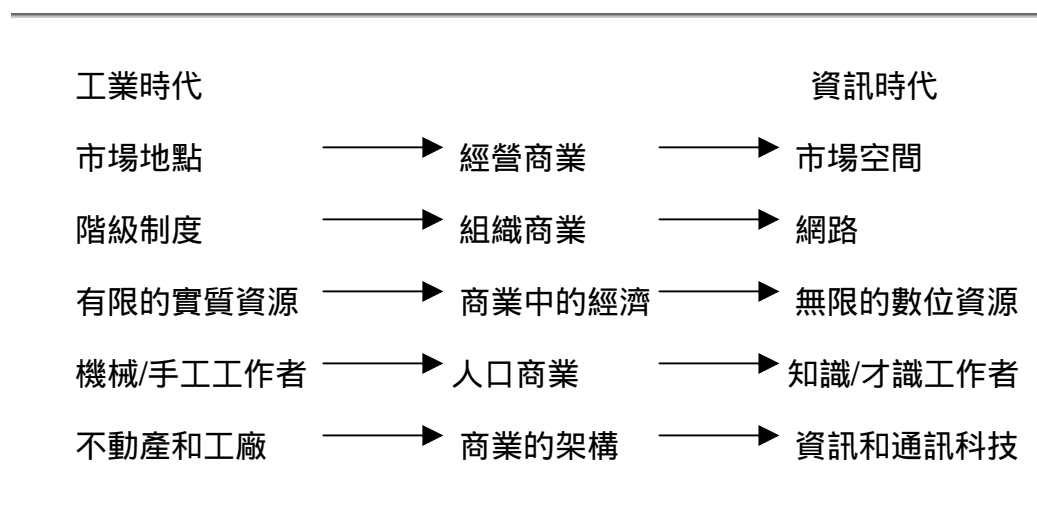 工業時代 資訊時代
市場地點 經營商業 市場空間
階級制度 組織商業 網路
有限的實質資源 商業中的經濟 無限的數位資源
機械/手工工作者 人口商業 知識/才識工作者
不動產和工廠 商業的架構 資訊和通訊科技